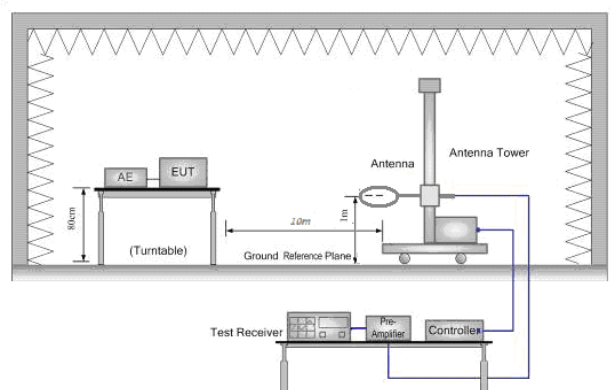 Antenna Tower
Antenna
AE
EUT
80cm
(Turntable)
10m
1m
Ground Reference Plane
Test Receiver
Pre-
Amplifier
Controller